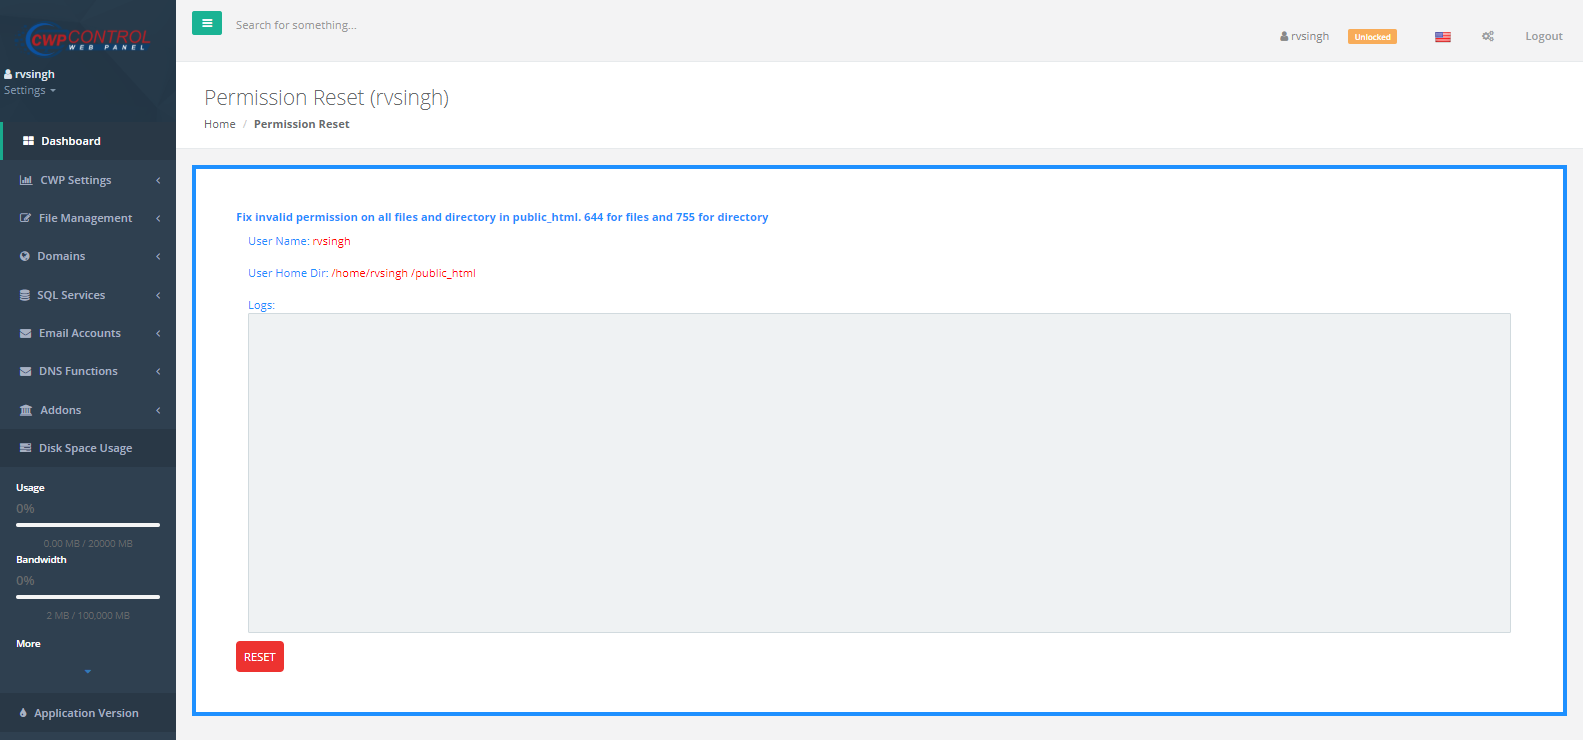 CWP CONTROL
WEB PANEL
rvsingh
Settings
Dashboard
CWP Settings
File Management
Domains
SQL Services
Email Accounts
DNS Functions
Addons
Disk Space Usage
Usage
0%
0.00 MB / 20000 MB
Bandwidth
0%
2 MB / 100,000 MB
More
Application Version
Search for something...
rvsingh Unlocked Logout
Permission Reset (rvsingh)
Home / Permission Reset
Fix invalid permission on all files and directory in public_html. 644 for files and 755 for directory
User Name: rvsingh
User Home Dir: /home/rvsingh /public_html
Logs:
RESET